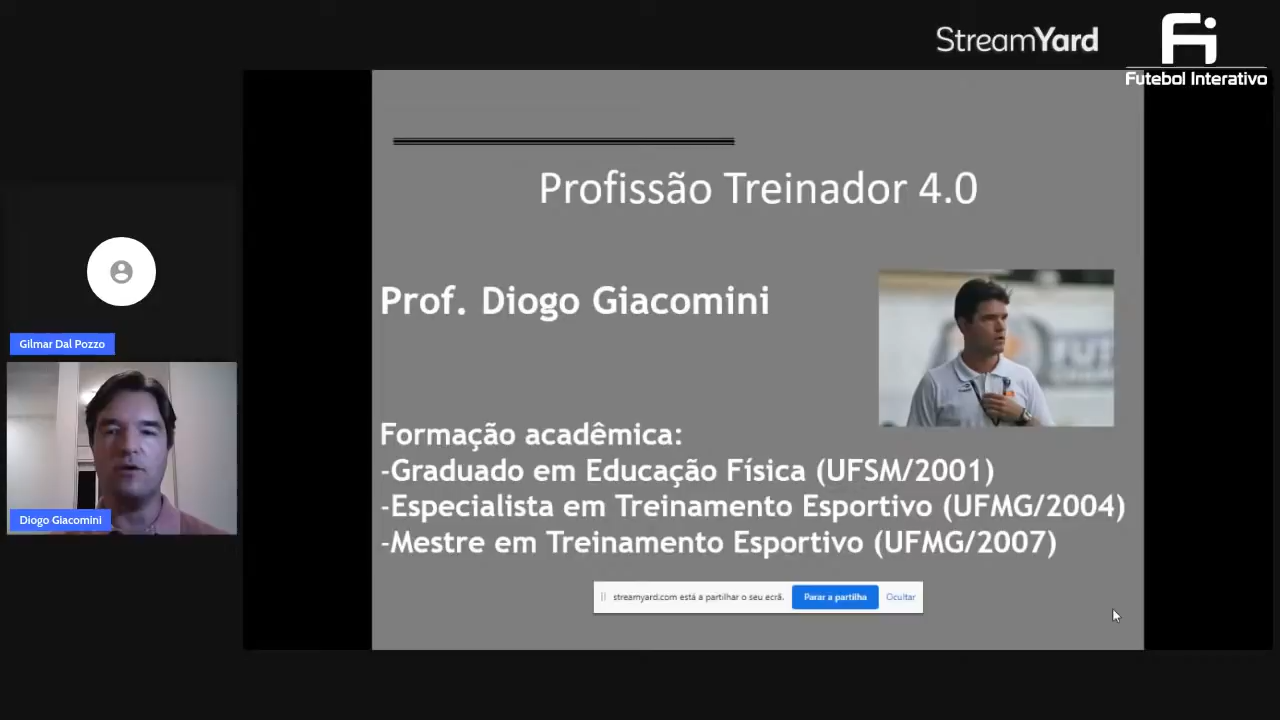 StreamYard
Futebol Interativo
Profissão Treinador 4.0
Prof. Diogo Giacomini
Gilmar Dal Pozzo
Formação acadêmica:
-Graduado em Educação Física (UFSM/2001)
-Especialista em Treinamento Esportivo (UFMG/2004)
-Mestre em Treinamento Esportivo (UFMG/2007)
Diogo Giacomini
streamyard.com está a partilhar o seu ecrã. Parar a partilha Ocultar